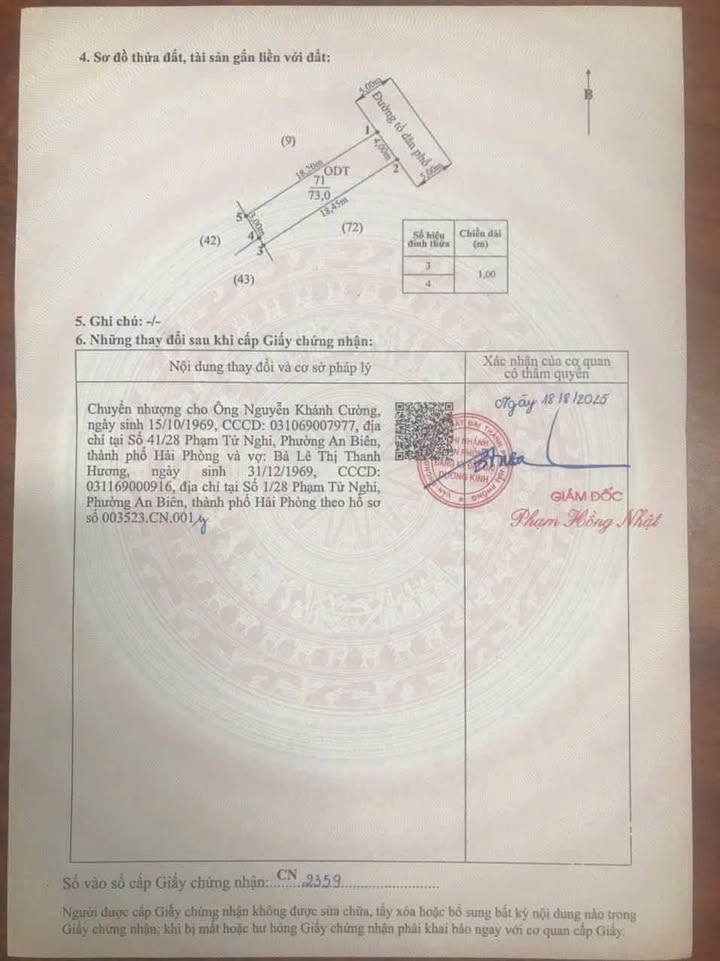 4. Sơ đồ thửa đất, tài sản gắn liền với đất:
B
5,00m
Đường tổ dân phố
5,00m
1
4,00m
2
(9)
18,20m
ODT
71
73,0
18,45m
5
3,00m
4
3
(72)
(42)
(43)
Số hiệu đỉnh thửa
Chiều dài (m)
3
4
1,00
5. Ghi chú: -/-
6. Những thay đổi sau khi cấp Giấy chứng nhận:
Nội dung thay đổi và cơ sở pháp lý
Xác nhận của cơ quan
có thẩm quyền
Chuyển nhượng cho Ông Nguyễn Khánh Cường,
ngày sinh 15/10/1969, CCCD: 031069007977, địa
chỉ tại Số 41/28 Phạm Tử Nghi, Phường An Biên,
thành phố Hải Phòng và vợ: Bà Lê Thị Thanh
Hương, ngày sinh 31/12/1969, CCCD:
031169000916, địa chỉ tại Số 1/28 Phạm Tử Nghi,
Phường An Biên, thành phố Hải Phòng theo hồ sơ
số 003523.CN.001
Ngày 18/8/2025
DƯƠNG KINH
GIÁM ĐỐC
Phạm Hồng Nhật
Số vào sổ cấp Giấy chứng nhận: CN 2359
Người được cấp Giấy chứng nhận không được sửa chữa, tẩy xóa hoặc bổ sung bất kỳ nội dung nào trong
Giấy chứng nhận; khi bị mất hoặc hư hỏng Giấy chứng nhận phải khai báo ngay với cơ quan cấp Giấy.